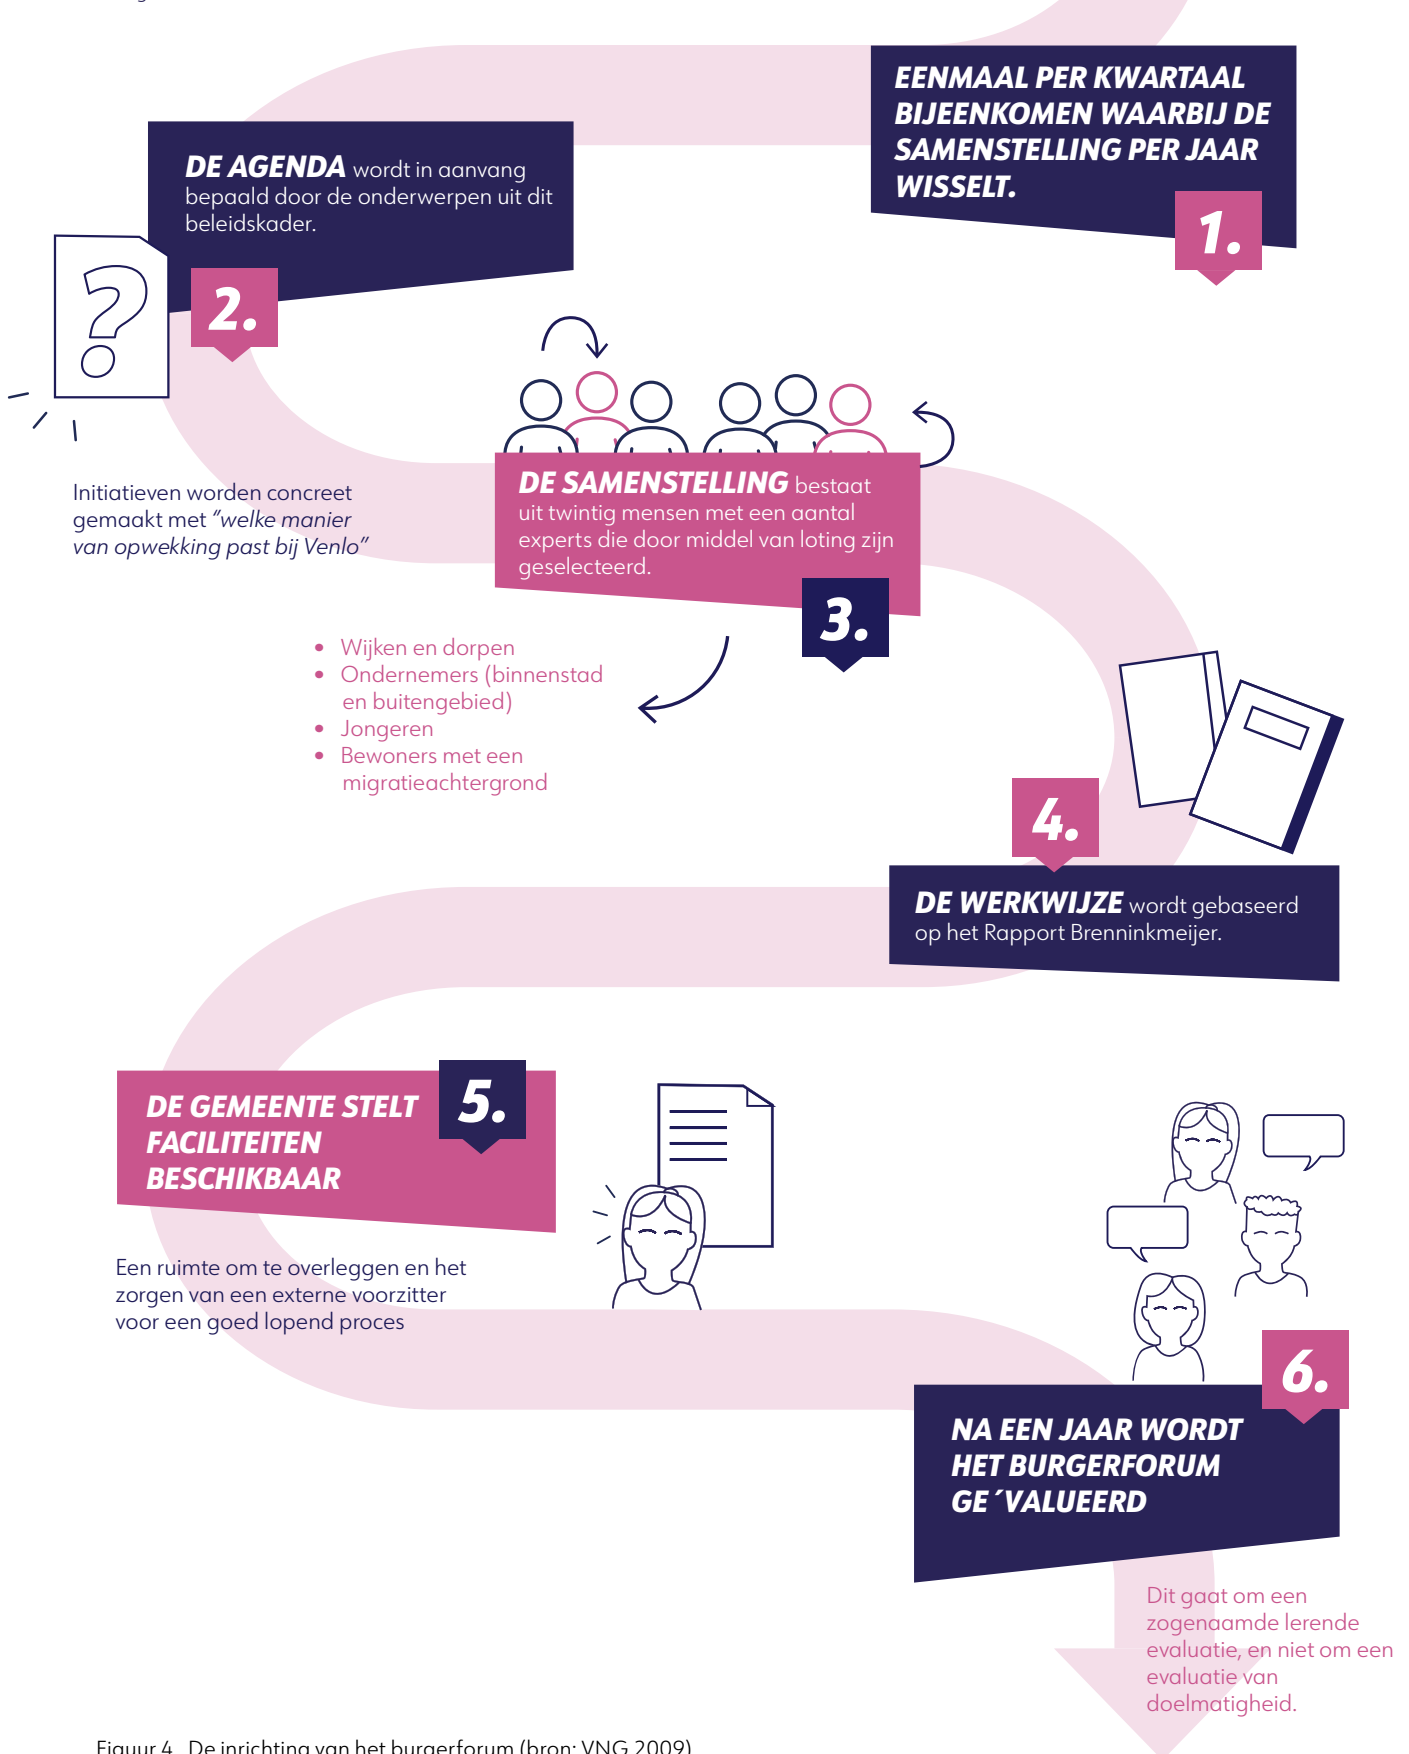 EENMAAL PER KWARTAAL
BIJEENKOMEN WAARBIJ DE
SAMENSTELLING PER JAAR
WISSELT.
1.
DE AGENDA wordt in aanvang
bepaald door de onderwerpen uit dit
beleidskader.
?
2.
Initiatieven worden concreet
gemaakt met "welke manier
van opwekking past bij Venlo"
DE SAMENSTELLING bestaat
uit twintig mensen met een aantal
experts die door middel van loting zijn
geselecteerd.
3.
• Wijken en dorpen
• Ondernemers (binnenstad
en buitengebied)
• Jongeren
• Bewoners met een
migratieachtergrond
4.
DE WERKWIJZE wordt gebaseerd
op het Rapport Brenninkmeijer.
5.
DE GEMEENTE STELT
FACILITEITEN
BESCHIKBAAR
Een ruimte om te overleggen en het
zorgen van een externe voorzitter
voor een goed lopend proces
6.
NA EEN JAAR WORDT
HET BURGERFORUM
GE´VALUEERD
Dit gaat om een
zogenaamde lerende
evaluatie, en niet om een
evaluatie van
doelmatigheid.
Figuur 4 De inrichting van het burgerforum (bron: VNG 2009)